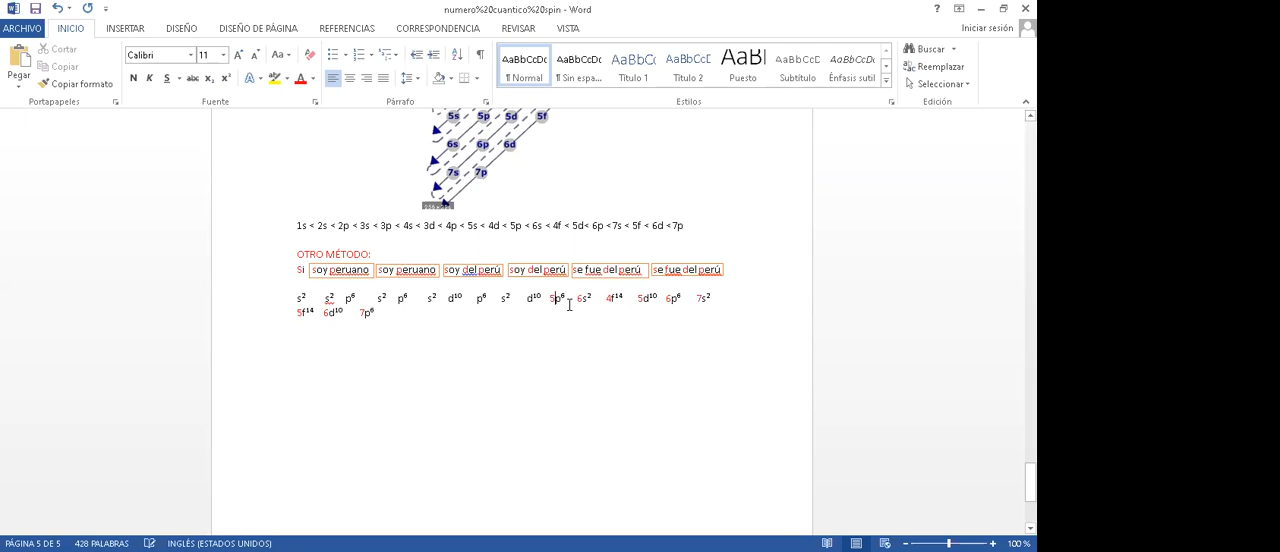 numero%20cuantico%20spin - Word
ARCHIVO INICIO INSERTAR DISEÑO DISEÑO DE PÁGINA REFERENCIAS CORRESPONDENCIA REVISAR VISTA Iniciar sesión
Pegar
Cortar
Copiar
Copiar formato
Portapapeles
Calibri 11 Aa
N K S abc x₂ x² A A
Fuente
Párrafo
AaBbCcDc AaBbCcDc AaBbCc AaBbCcD AaBl AaBbCcD AaBbCcDc
¶ Normal ¶ Sin espa... Título 1 Título 2 Puesto Subtítulo Énfasis sutil
Estilos
Buscar
Reemplazar
Seleccionar
Edición
5s 5p 5d 5f
6s 6p 6d
7s 7p
1s < 2s < 2p < 3s < 3p < 4s < 3d < 4p < 5s < 4d < 5p < 6s < 4f < 5d< 6p <7s < 5f < 6d <7p
OTRO MÉTODO:
Si soy peruano soy peruano soy del perú soy del perú se fue del perú se fue del perú
s² s² p⁶ s² p⁶ s² d¹⁰ p⁶ s² d¹⁰ 5p⁶ 6s² 4f¹⁴ 5d¹⁰ 6p⁶ 7s²
5f¹⁴ 6d¹⁰ 7p⁶
PÁGINA 5 DE 5 428 PALABRAS INGLÉS (ESTADOS UNIDOS) 100 %